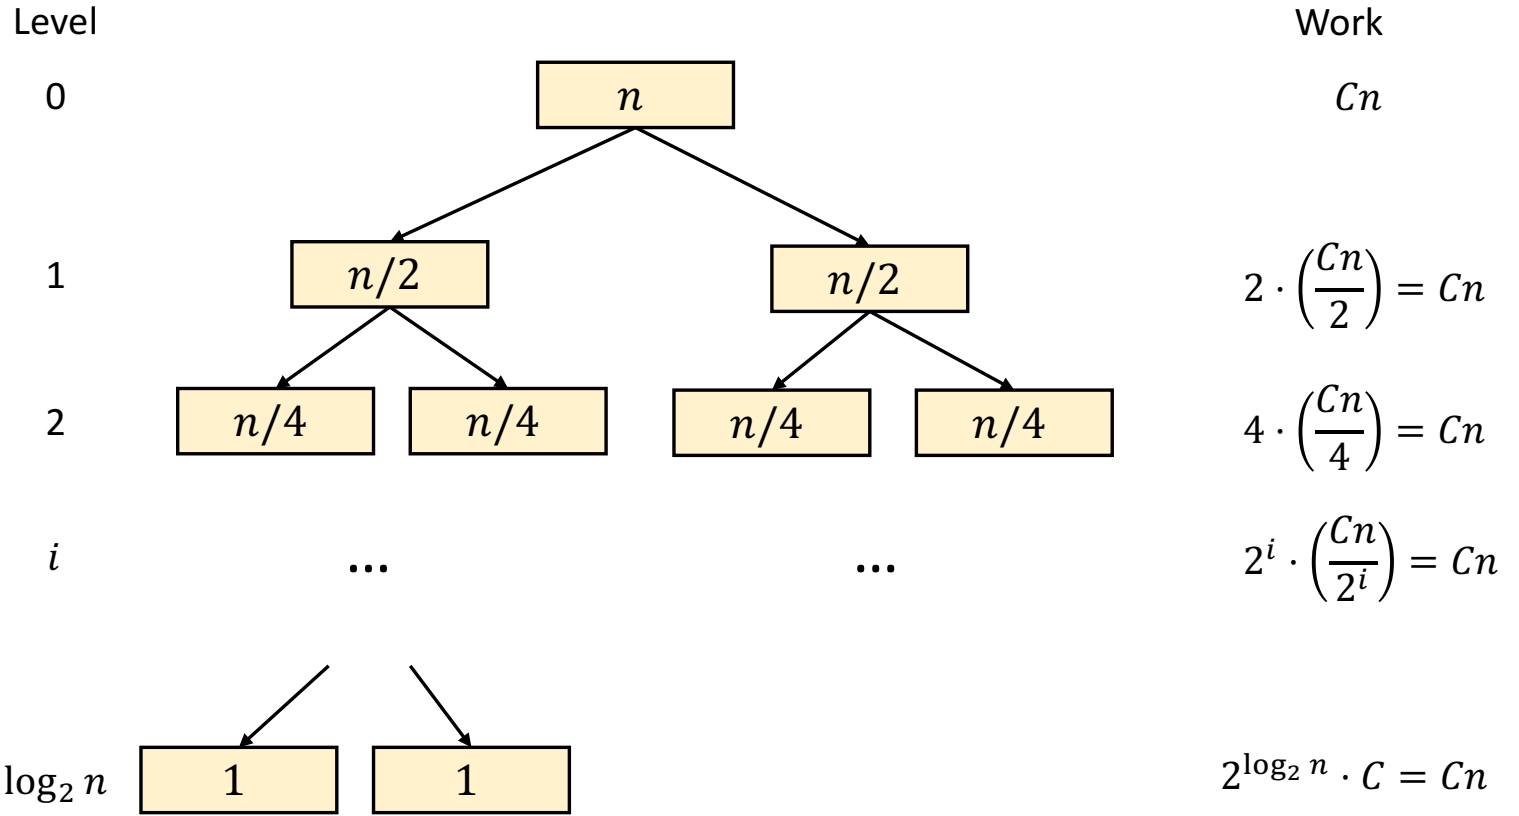 Level Work
0 n Cn
1 n/2 n/2 2 · (Cn/2) = Cn
2 n/4 n/4 n/4 n/4 4 · (Cn/4) = Cn
i ... ... 2^i · (Cn/2^i) = Cn
log₂ n 1 1 2^{log₂ n} · C = Cn